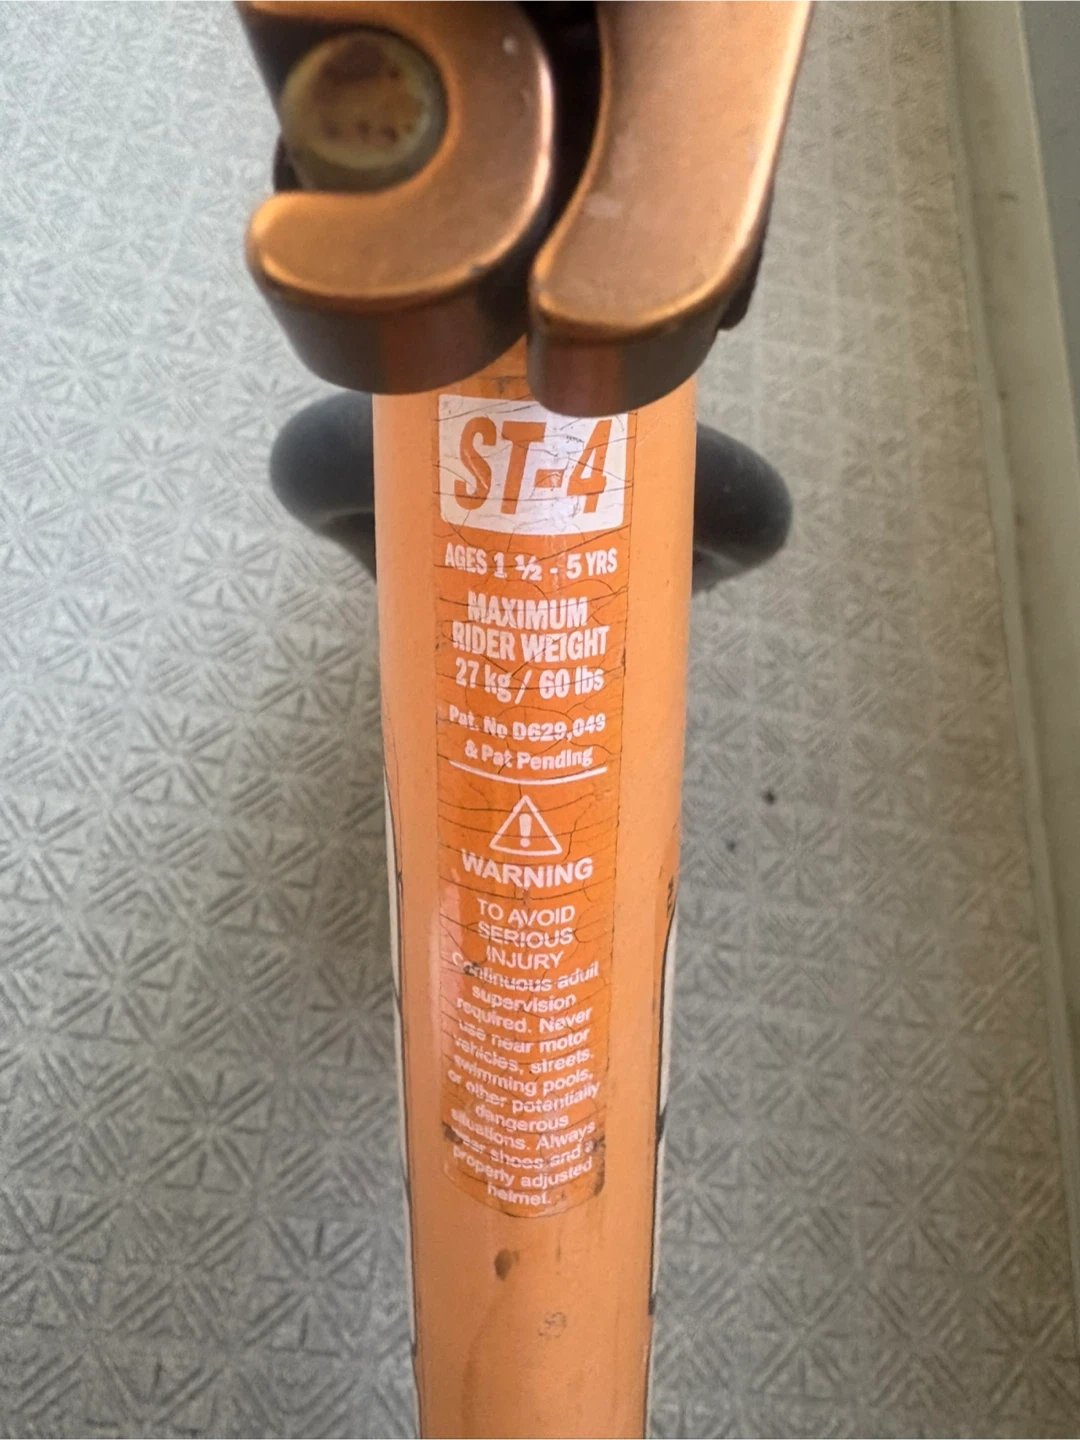 ST-4
AGES 1 ½ - 5 YRS
MAXIMUM
RIDER WEIGHT
27 kg / 60 lbs
Pat. No D629,049
& Pat Pending
WARNING
TO AVOID
SERIOUS
INJURY
Continuous adult
supervision
required. Never
use near motor
vehicles, streets,
swimming pools,
or other potentially
dangerous
situations. Always
wear shoes and a
properly adjusted
helmet.